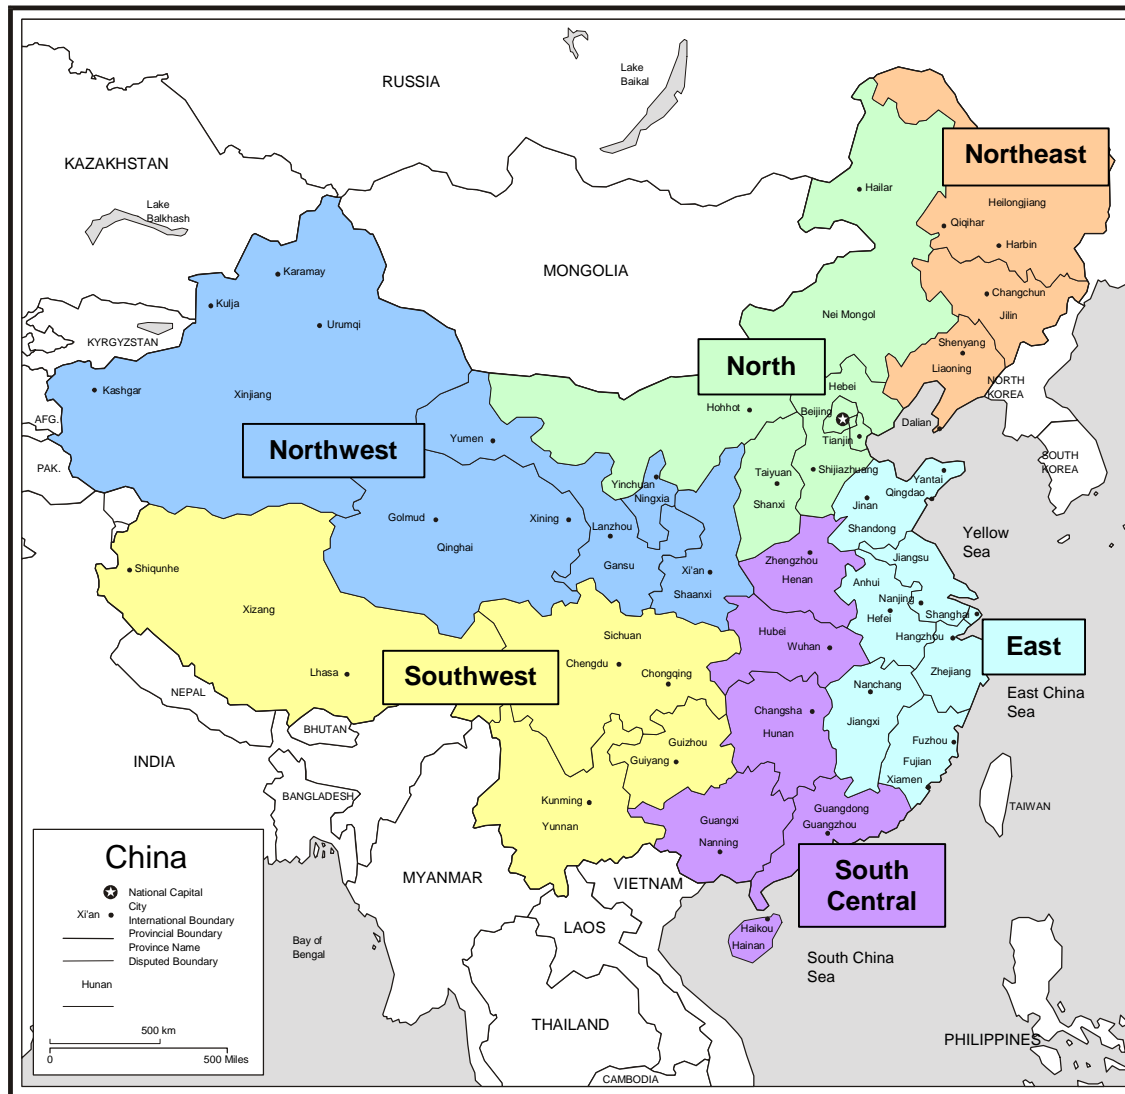 RUSSIA
Lake
Baikal
KAZAKHSTAN
Lake
Balkhash
Northeast
Hailar
Heilongjiang
Qiqihar
Harbin
MONGOLIA
Karamay
Kulja
Urumqi
Changchun
Jilin
Nei Mongol
KYRGYZSTAN
Shenyang
Liaoning
North
Hebei
NORTH
KOREA
Kashgar
Xinjiang
Hohhot
Beijing
AFG.
Dalian
Yumen
Northwest
Tianjin
SOUTH
KOREA
PAK.
Taiyuan
Shijiazhuang
Yantai
Yinchuan
Ningxia
Qingdao
Shanxi
Jinan
Golmud
Xining
Lanzhou
Shandong
Yellow
Sea
Qinghai
Gansu
Zhengzhou
Henan
Jiangsu
Shiqunhe
Xi'an
Shaanxi
Anhui
Nanjing
Xizang
Hefei
Shanghai
Sichuan
Hubei
Wuhan
Hangzhou
East
Chengdu
Chongqing
Lhasa
Southwest
Zhejiang
NEPAL
Nanchang
East China
Sea
Changsha
Jiangxi
BHUTAN
Hunan
Guizhou
Fuzhou
INDIA
Guiyang
Fujian
Xiamen
BANGLADESH
Kunming
Yunnan
Guangdong
Guangzhou
TAIWAN
Guangxi
Nanning
MYANMAR
VIETNAM
South
Central
LAOS
Haikou
Hainan
Bay of
Bengal
South China
Sea
THAILAND
PHILIPPINES
CAMBODIA
China
National Capital
City
Xi'an
International Boundary
Provincial Boundary
Province Name
Disputed Boundary
Hunan
500 km
0
500 Miles